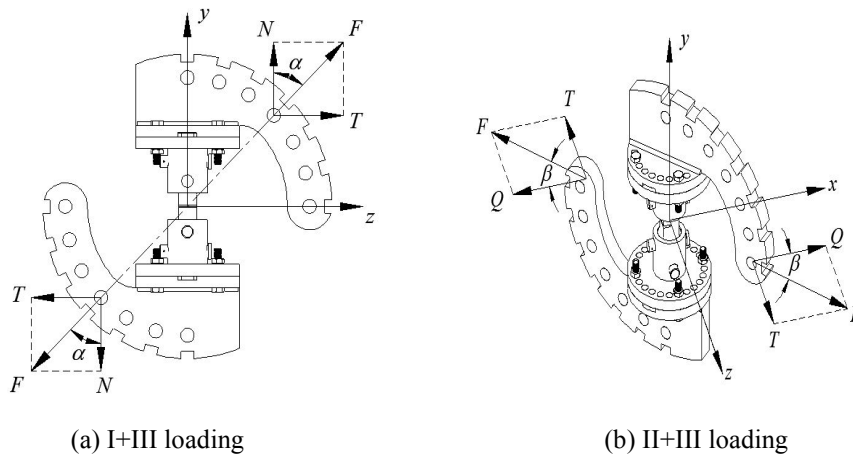 y
N
F
α
T
z
T
α
F
N
y
T
F
β
Q
x
Q
β
T
z
(a) I+III loading
(b) II+III loading